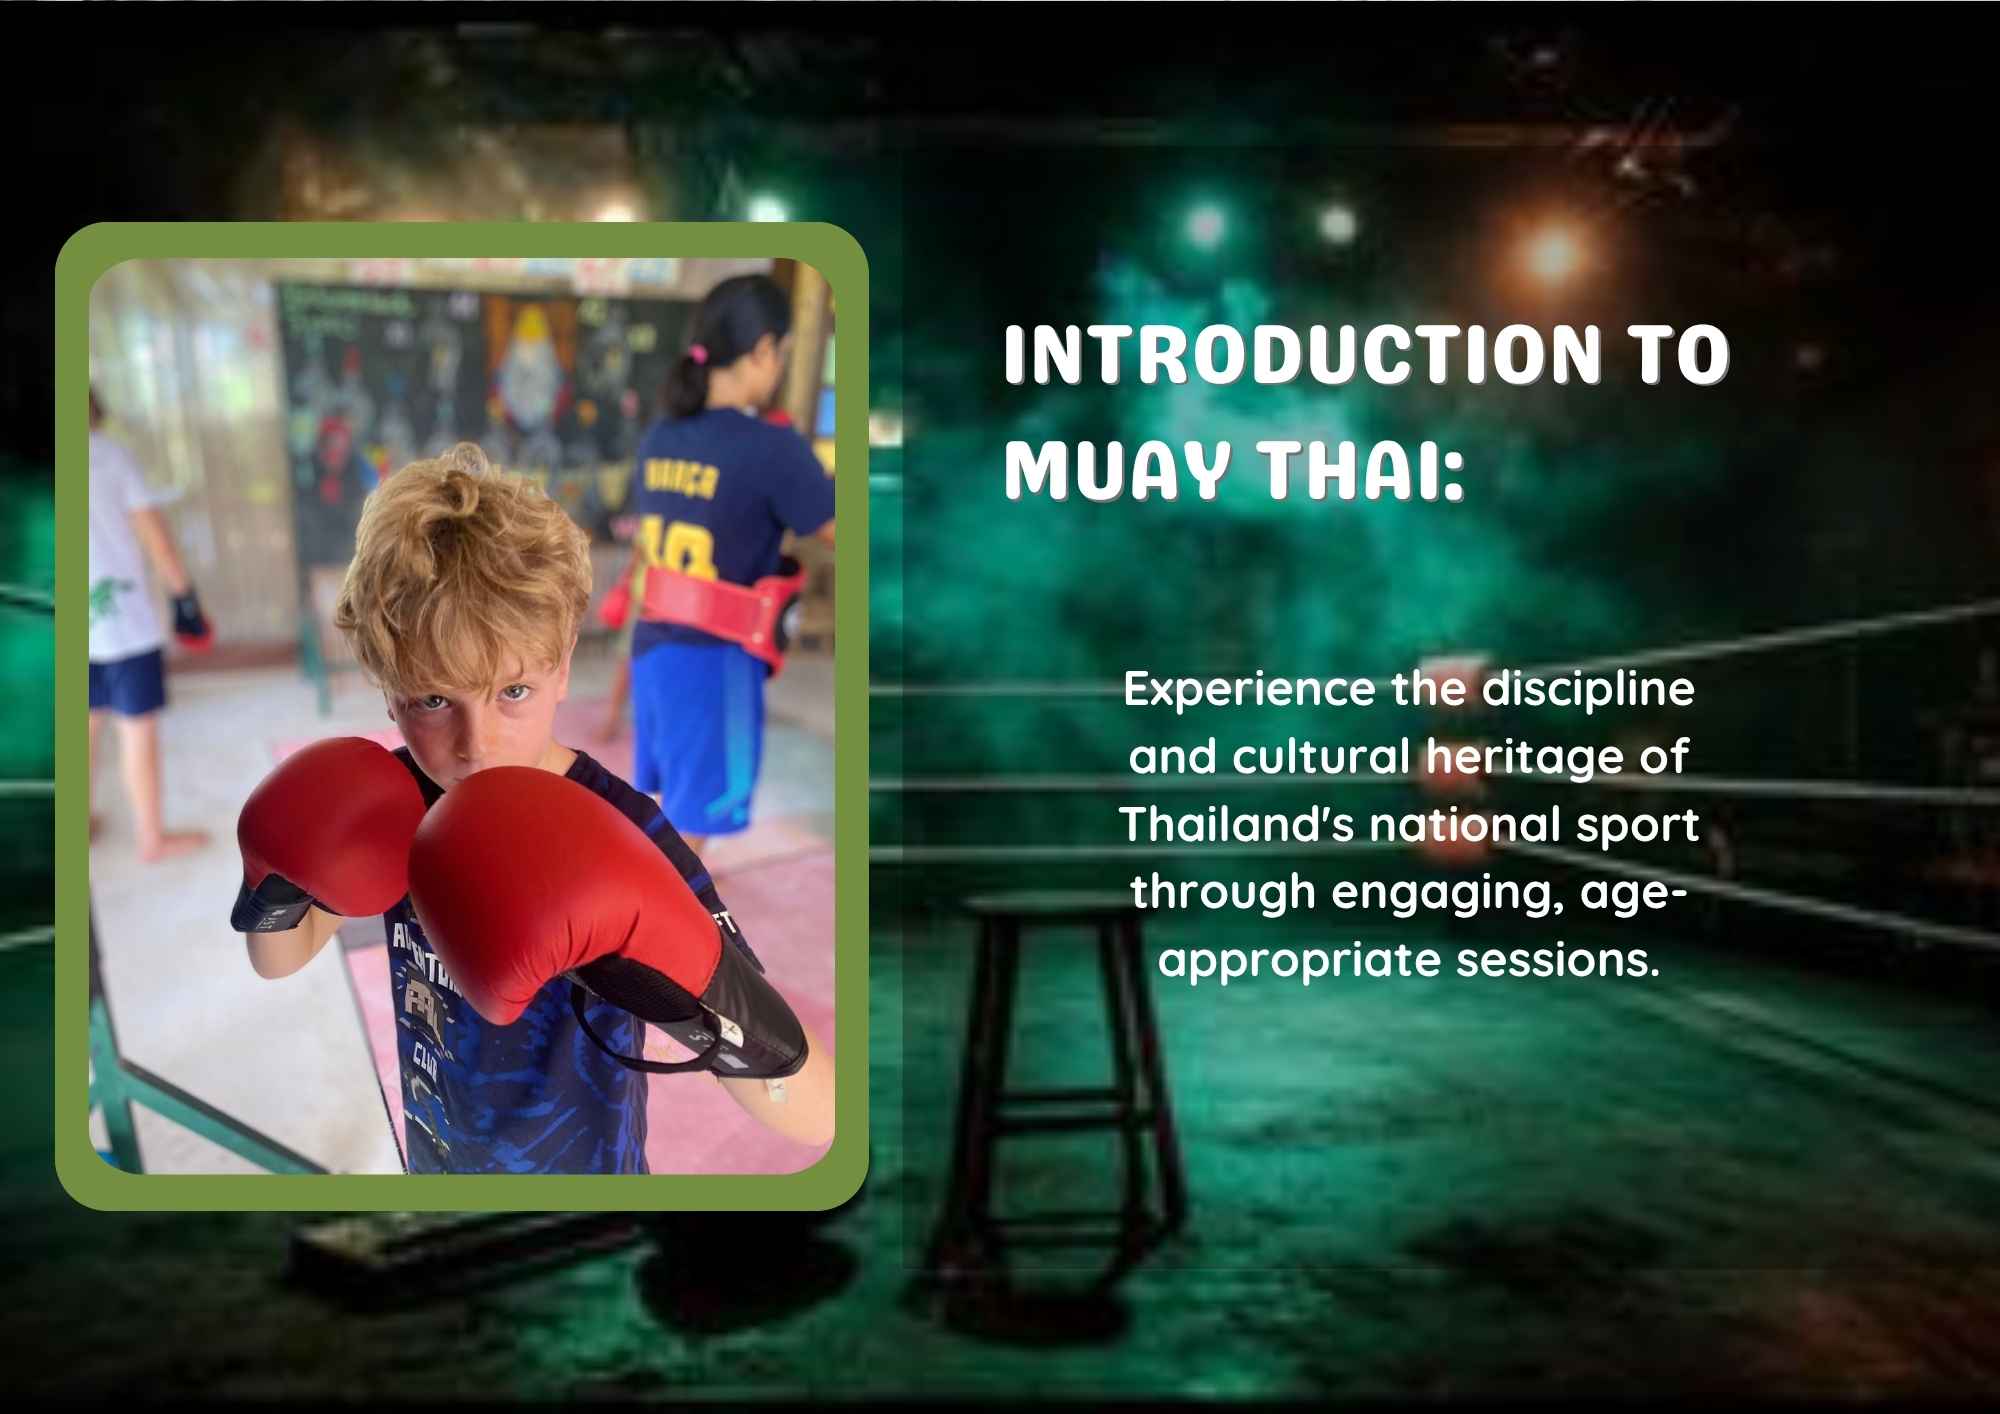 INTRODUCTION TO
MUAY THAI:
Experience the discipline
and cultural heritage of
Thailand's national sport
through engaging, age-
appropriate sessions.
CLUB